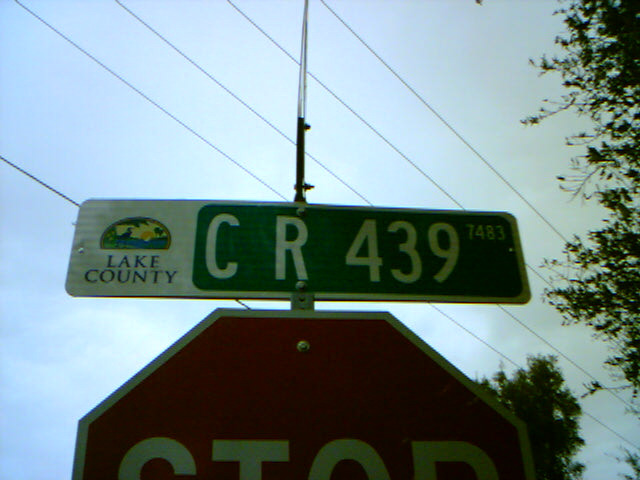 LAKE
COUNTY
C R 439 7483
STOP